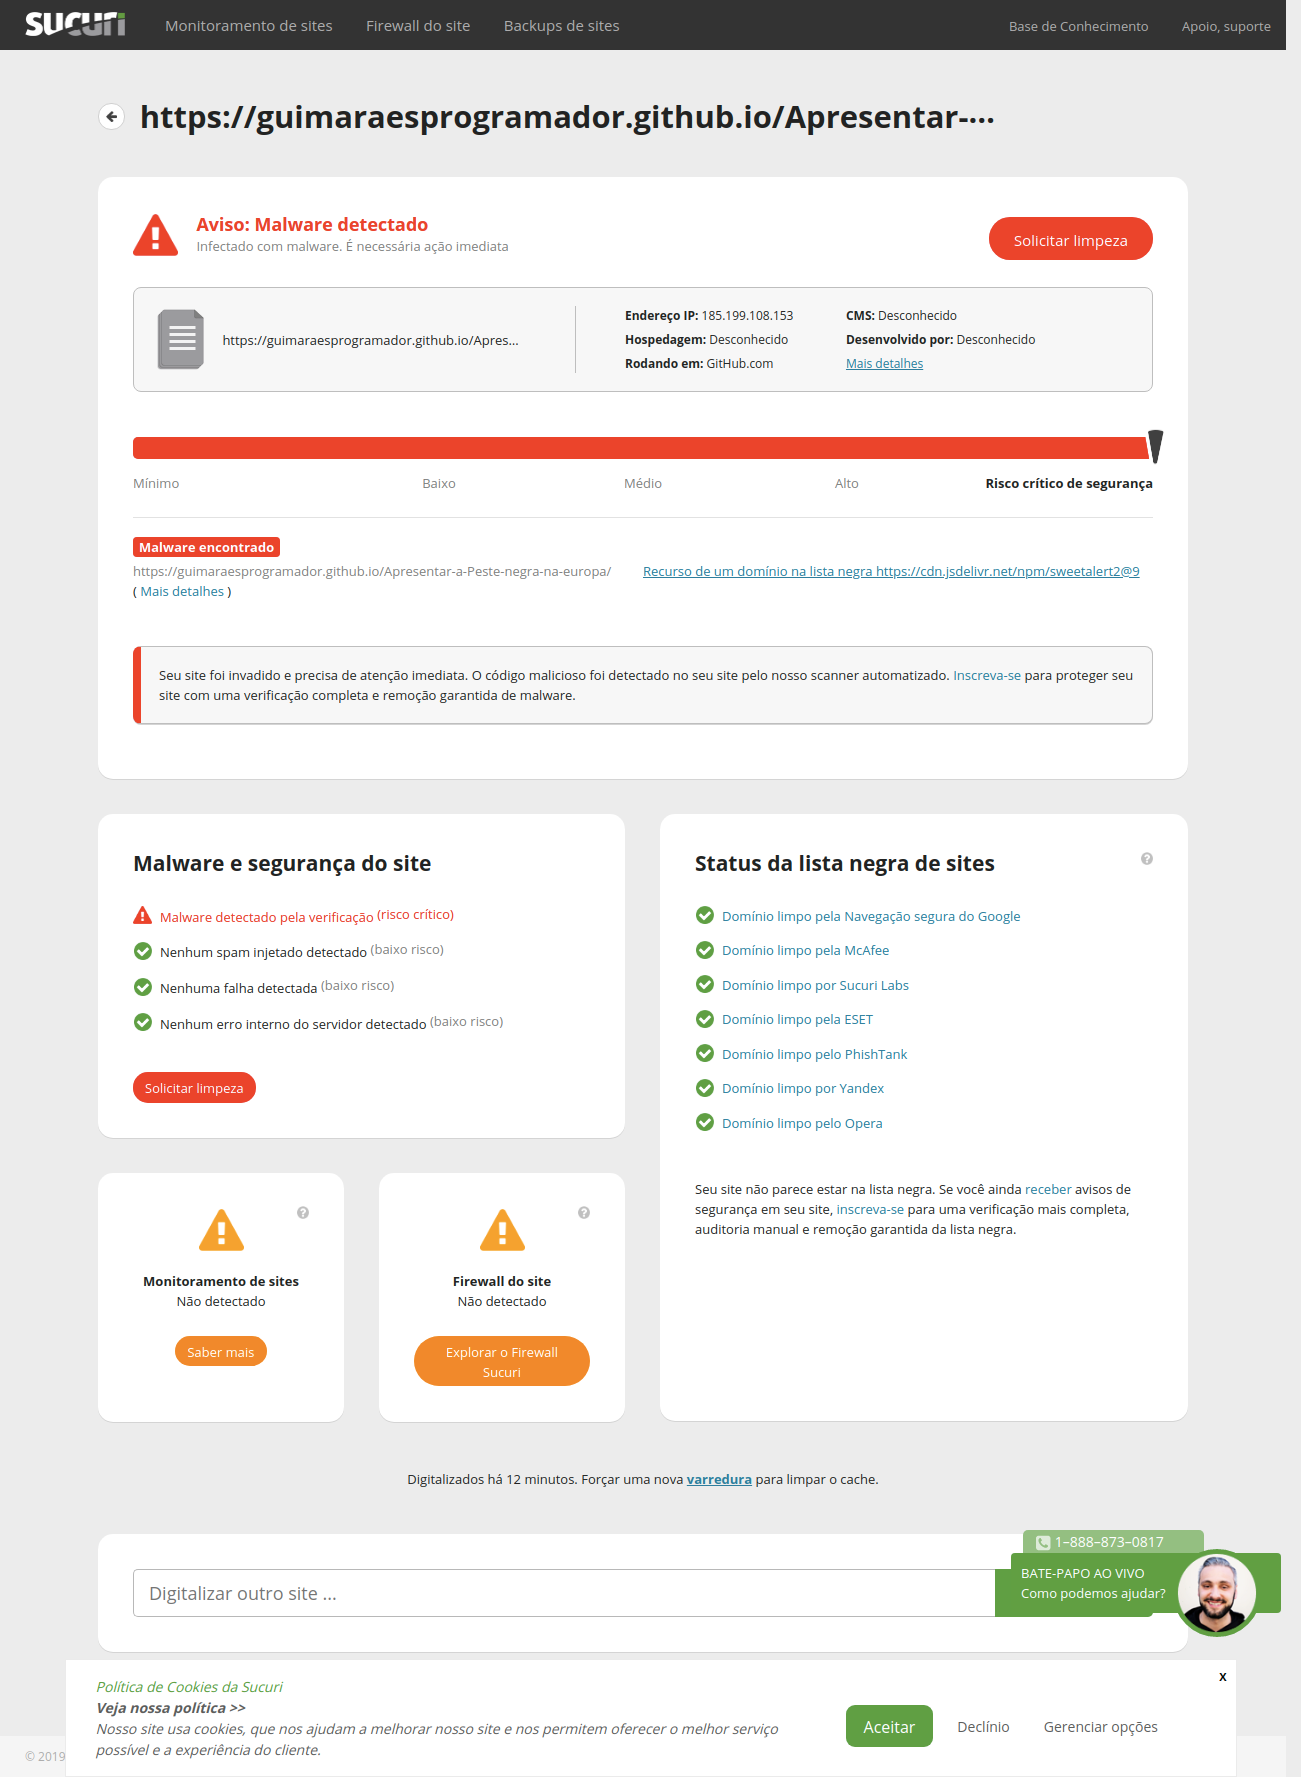 sucuri
Monitoramento de sites
Firewall do site
Backups de sites
Base de Conhecimento
Apoio, suporte
https://guimaraesprogramador.github.io/Apresentar-···
Aviso: Malware detectado
Infectado com malware. É necessária ação imediata
Solicitar limpeza
https://guimaraesprogramador.github.io/Apres...
Endereço IP: 185.199.108.153
Hospedagem: Desconhecido
Rodando em: GitHub.com
CMS: Desconhecido
Desenvolvido por: Desconhecido
Mais detalhes
Mínimo
Baixo
Médio
Alto
Risco crítico de segurança
Malware encontrado
https://guimaraesprogramador.github.io/Apresentar-a-Peste-negra-na-europa/
( Mais detalhes )
Recurso de um domínio na lista negra https://cdn.jsdelivr.net/npm/sweetalert2@9
Seu site foi invadido e precisa de atenção imediata. O código malicioso foi detectado no seu site pelo nosso scanner automatizado. Inscreva-se para proteger seu
site com uma verificação completa e remoção garantida de malware.
Malware e segurança do site
Malware detectado pela verificação (risco crítico)
Nenhum spam injetado detectado (baixo risco)
Nenhuma falha detectada (baixo risco)
Nenhum erro interno do servidor detectado (baixo risco)
Solicitar limpeza
Status da lista negra de sites
Domínio limpo pela Navegação segura do Google
Domínio limpo pela McAfee
Domínio limpo por Sucuri Labs
Domínio limpo pela ESET
Domínio limpo pelo PhishTank
Domínio limpo por Yandex
Domínio limpo pelo Opera
Seu site não parece estar na lista negra. Se você ainda receber avisos de
segurança em seu site, inscreva-se para uma verificação mais completa,
auditoria manual e remoção garantida da lista negra.
Monitoramento de sites
Não detectado
Saber mais
Firewall do site
Não detectado
Explorar o Firewall
Sucuri
Digitalizados há 12 minutos. Forçar uma nova varredura para limpar o cache.
1–888–873–0817
BATE-PAPO AO VIVO
Como podemos ajudar?
Digitalizar outro site ...
Política de Cookies da Sucuri
Veja nossa política >>
Nosso site usa cookies, que nos ajudam a melhorar nosso site e nos permitem oferecer o melhor serviço
possível e a experiência do cliente.
Aceitar
Declínio
Gerenciar opções
x
© 2019